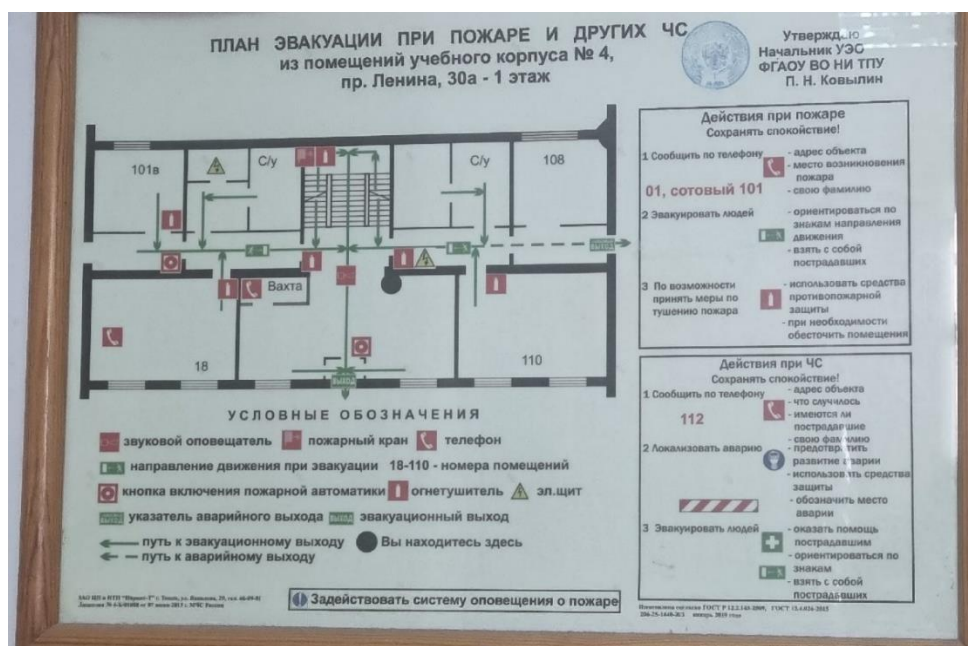 ПЛАН ЭВАКУАЦИИ ПРИ ПОЖАРЕ И ДРУГИХ ЧС
из помещений учебного корпуса № 4,
пр. Ленина, 30а - 1 этаж
Утверждаю
Начальник УЭС
ФГАОУ ВО НИ ТПУ
П. Н. Ковылин
101в
С/у
С/у
108
ВЫХОД
Вахта
18
110
ВЫХОД
УСЛОВНЫЕ ОБОЗНАЧЕНИЯ
звуковой оповещатель
пожарный кран
телефон
направление движения при эвакуации
18-110 - номера помещений
кнопка включения пожарной автоматики
огнетушитель
эл.щит
указатель аварийного выхода
ВЫХОД
эвакуационный выход
путь к эвакуационному выходу
Вы находитесь здесь
путь к аварийному выходу
Задействовать систему оповещения о пожаре
Действия при пожаре
Сохранять спокойствие!
1 Сообщить по телефону
01, сотовый 101
- адрес объекта
- место возникновения
пожара
- свою фамилию
2 Эвакуировать людей
- ориентироваться по
знакам направления
движения
- взять с собой
пострадавших
3 По возможности
принять меры по
тушению пожара
- использовать средства
противопожарной
защиты
- при необходимости
обесточить помещения
Действия при ЧС
Сохранять спокойствие!
1 Сообщить по телефону
112
- адрес объекта
- что случилось
- имеются ли
пострадавшие
- свою фамилию
2 Локализовать аварию
- предотвратить
развитие аварии
- использовать средства
защиты
- обозначить место
аварии
3 Эвакуировать людей
- оказать помощь
пострадавшим
- ориентироваться по
знакам
- взять с собой
пострадавших